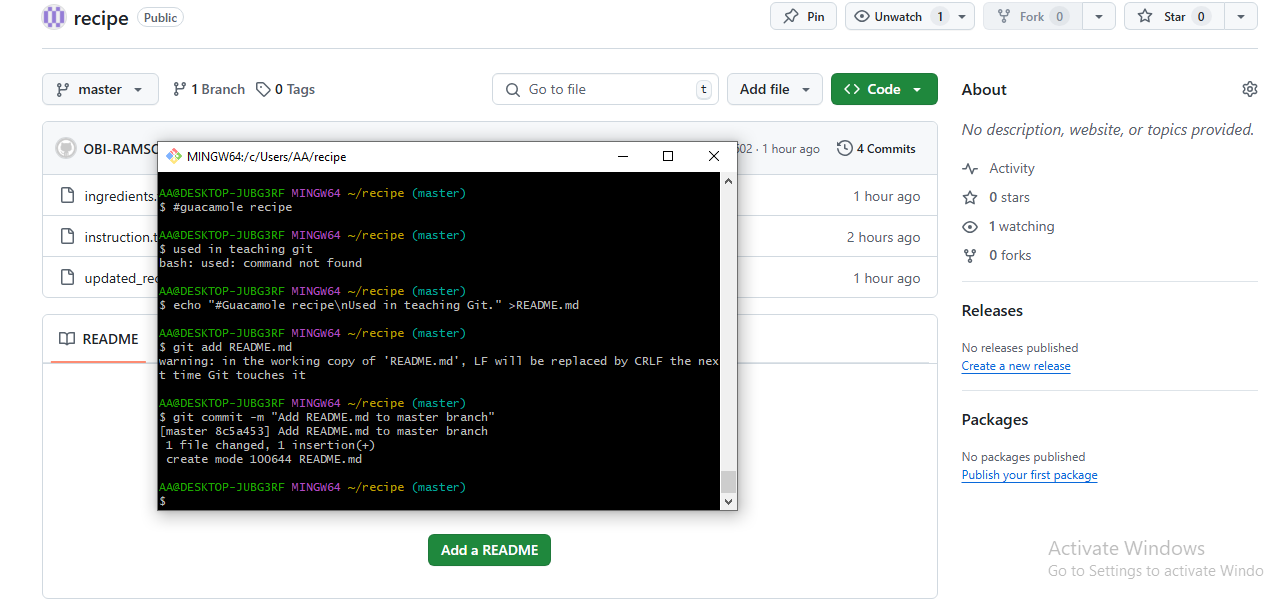 recipe Public
Pin Unwatch 1 Fork 0 Star 0
master 1 Branch 0 Tags Go to file t Add file Code
About
No description, website, or topics provided.
Activity
0 stars
1 watching
0 forks
Releases
No releases published
Create a new release
Packages
No packages published
Publish your first package
602 · 1 hour ago 4 Commits
ingredients. 1 hour ago
instruction.t 2 hours ago
1 hour ago
README
MINGW64:/c/Users/AA/recipe
AA@DESKTOP-JUBG3RF MINGW64 ~/recipe (master)
$ #guacamole recipe
AA@DESKTOP-JUBG3RF MINGW64 ~/recipe (master)
$ used in teaching git
bash: used: command not found
AA@DESKTOP-JUBG3RF MINGW64 ~/recipe (master)
$ echo "#Guacamole recipe\nUsed in teaching Git." >README.md
AA@DESKTOP-JUBG3RF MINGW64 ~/recipe (master)
$ git add README.md
warning: in the working copy of 'README.md', LF will be replaced by CRLF the nex
t time Git touches it
AA@DESKTOP-JUBG3RF MINGW64 ~/recipe (master)
$ git commit -m "Add README.md to master branch"
[master 8c5a453] Add README.md to master branch
1 file changed, 1 insertion(+)
create mode 100644 README.md
AA@DESKTOP-JUBG3RF MINGW64 ~/recipe (master)
$
Add a README
Activate Windows
Go to Settings to activate Windo